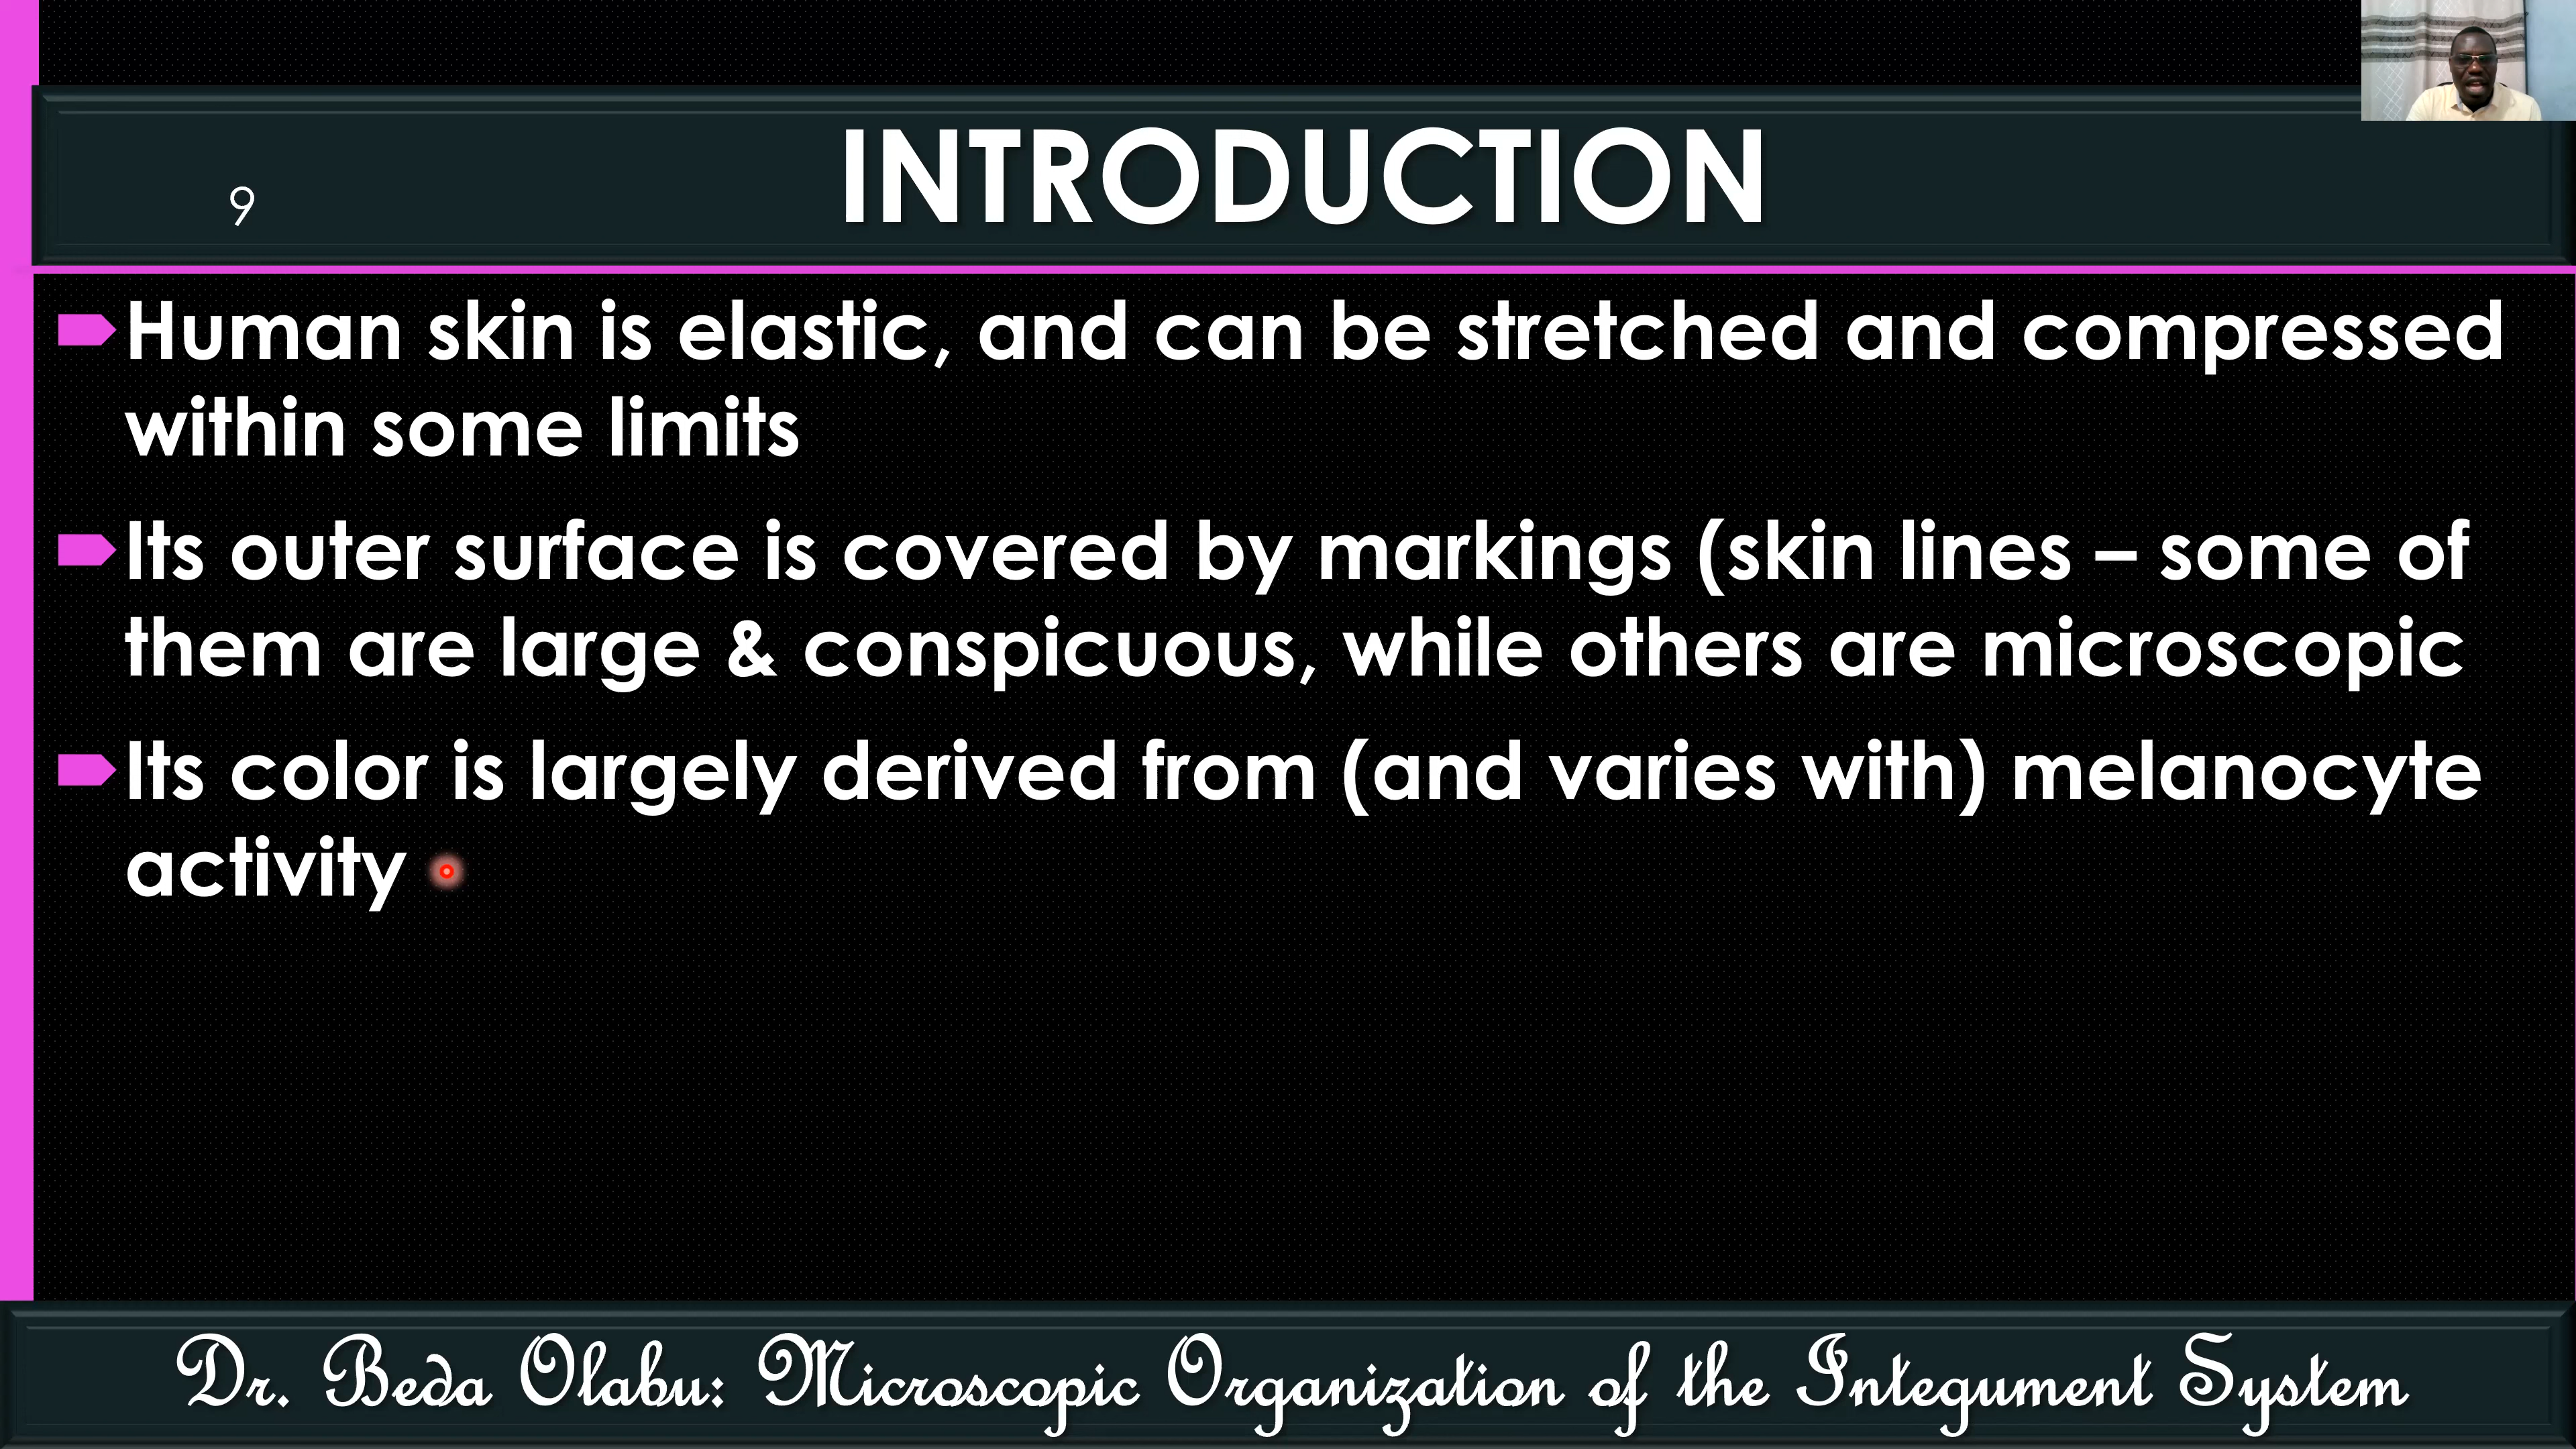 INTRODUCTION
9
Human skin is elastic, and can be stretched and compressed
within some limits
Its outer surface is covered by markings (skin lines – some of
them are large & conspicuous, while others are microscopic
Its color is largely derived from (and varies with) melanocyte
activity
Dr. Beda Olabu: Microscopic Organization of the Integument System